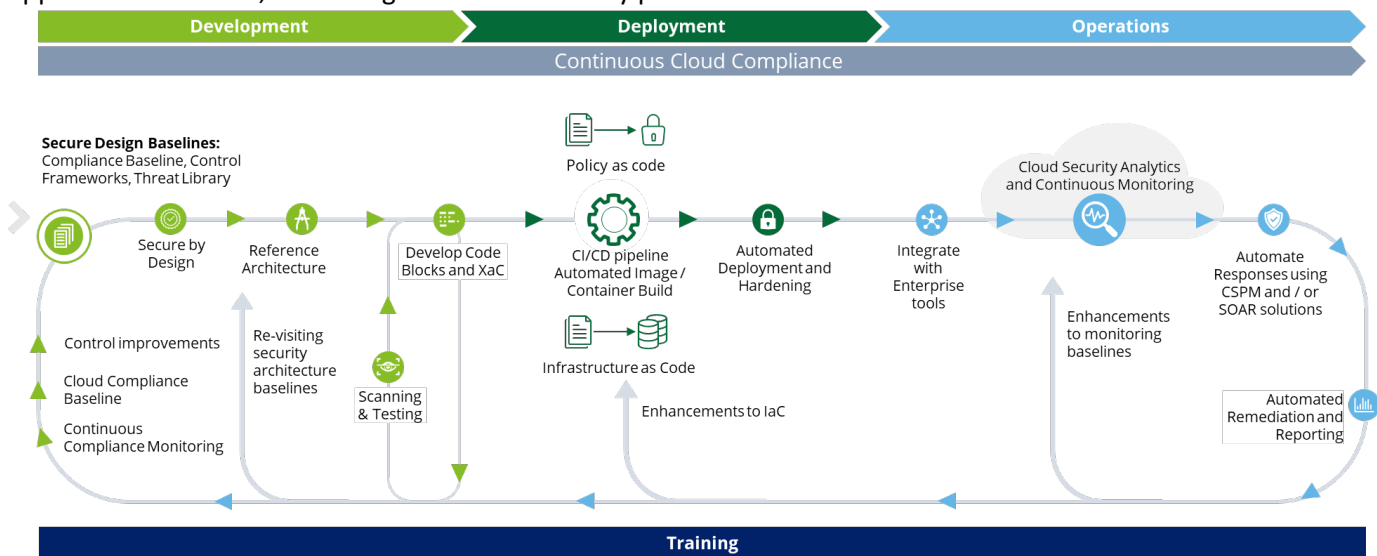 Development
Deployment
Operations
Continuous Cloud Compliance
Secure Design Baselines:
Compliance Baseline, Control
Frameworks, Threat Library
Policy as code
Cloud Security Analytics
and Continuous Monitoring
Secure by
Design
Reference
Architecture
Develop Code
Blocks and XaC
CI/CD pipeline
Automated Image /
Container Build
Automated
Deployment and
Hardening
Integrate
with
Enterprise
tools
Automate
Responses using
CSPM and / or
SOAR solutions
Control improvements
Cloud Compliance
Baseline
Continuous
Compliance Monitoring
Re-visiting
security
architecture
baselines
Scanning
& Testing
Infrastructure as Code
Enhancements to IaC
Enhancements
to monitoring
baselines
Automated
Remediation and
Reporting
Training